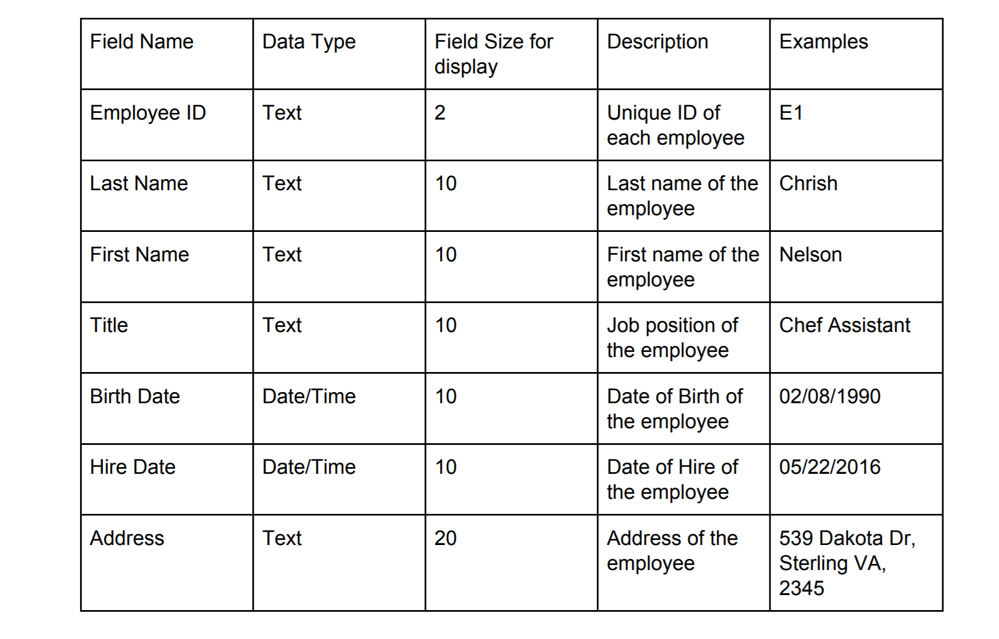 Field Name
Data Type
Field Size for
display
Description
Examples
Employee ID
Text
2
Unique ID of
each employee
E1
Last Name
Text
10
Last name of the
employee
Chrish
First Name
Text
10
First name of the
employee
Nelson
Title
Text
10
Job position of
the employee
Chef Assistant
Birth Date
Date/Time
10
Date of Birth of
the employee
02/08/1990
Hire Date
Date/Time
10
Date of Hire of
the employee
05/22/2016
Address
Text
20
Address of the
employee
539 Dakota Dr,
Sterling VA,
2345